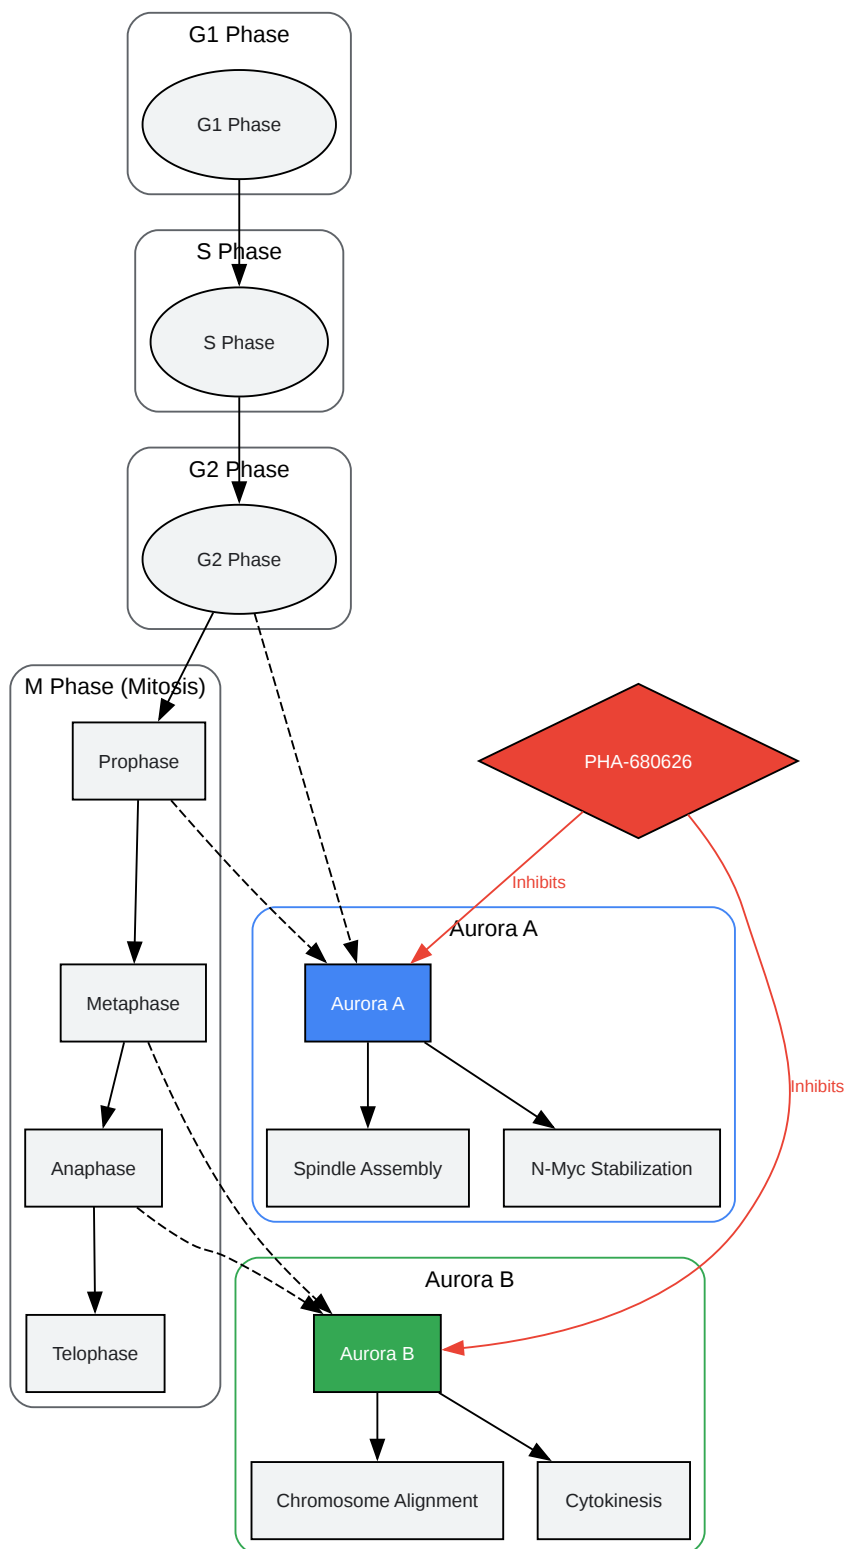 G1 Phase
G1 Phase
S Phase
S Phase
G2 Phase
G2 Phase
M Phase (Mitosis)
Prophase
PHA-680626
Inhibits
Aurora A
Metaphase
Aurora A
Inhibits
Anaphase
Spindle Assembly
N-Myc Stabilization
Aurora B
Telophase
Aurora B
Chromosome Alignment
Cytokinesis